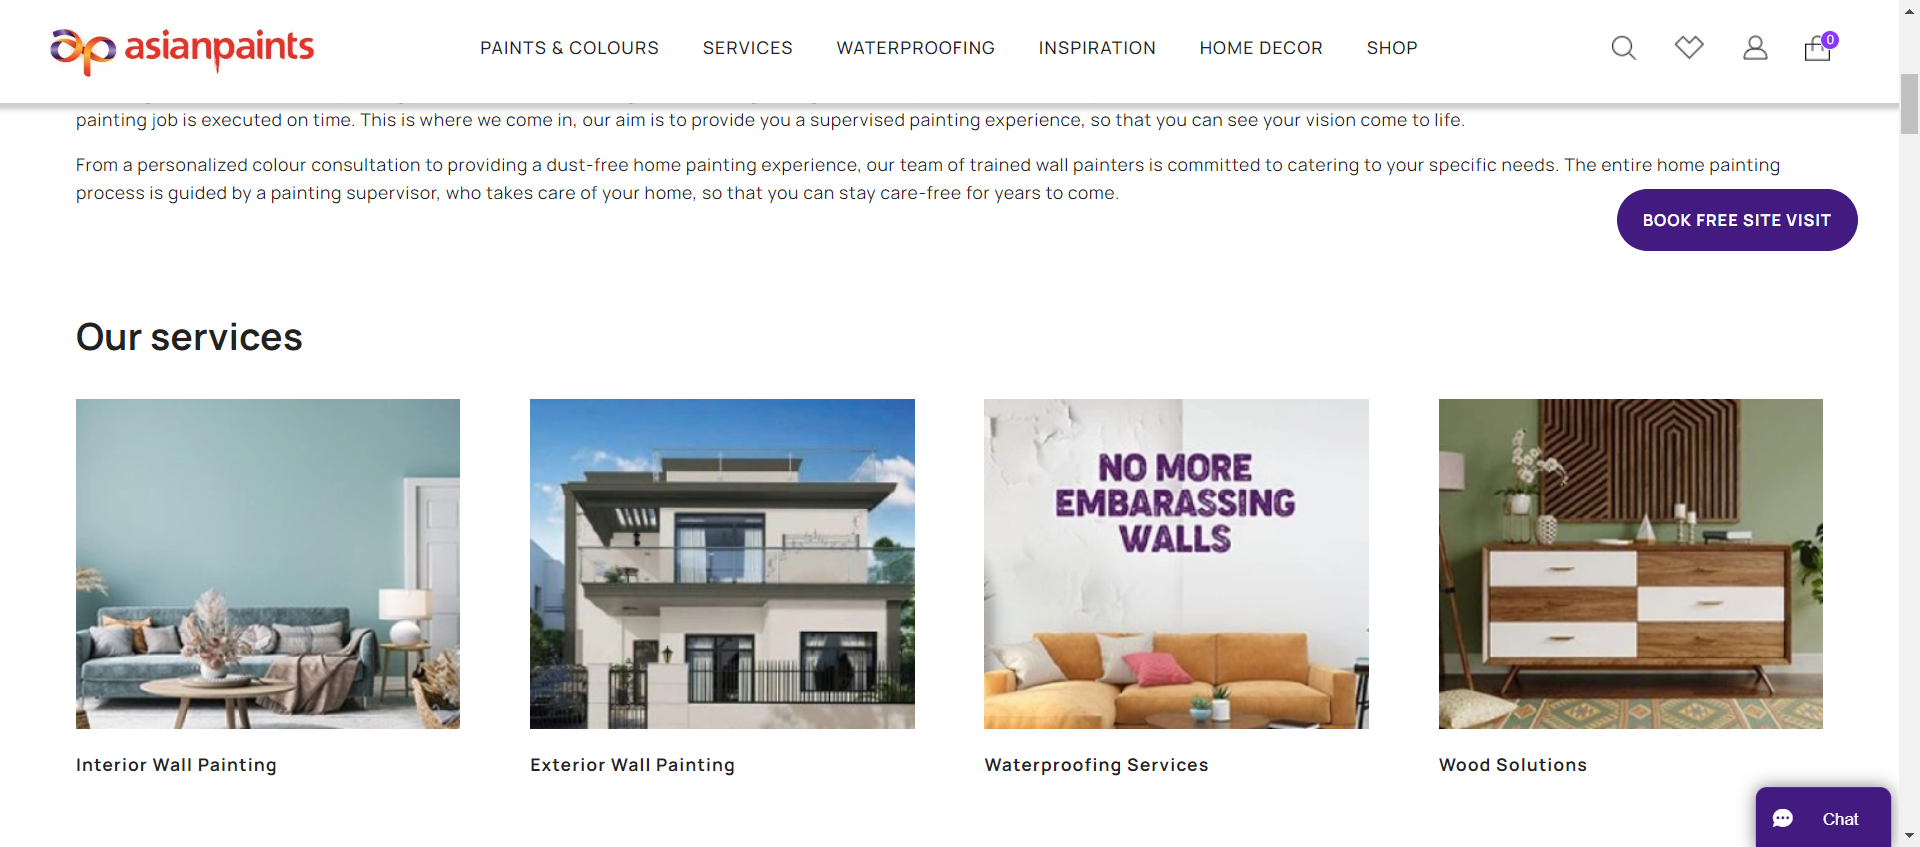 asianpaints
PAINTS & COLOURS SERVICES WATERPROOFING INSPIRATION HOME DECOR SHOP
0
painting job is executed on time. This is where we come in, our aim is to provide you a supervised painting experience, so that you can see your vision come to life.
From a personalized colour consultation to providing a dust-free home painting experience, our team of trained wall painters is committed to catering to your specific needs. The entire home painting
process is guided by a painting supervisor, who takes care of your home, so that you can stay care-free for years to come.
BOOK FREE SITE VISIT
Our services
NO MORE
EMBARASSING
WALLS
Interior Wall Painting
Exterior Wall Painting
Waterproofing Services
Wood Solutions
Chat